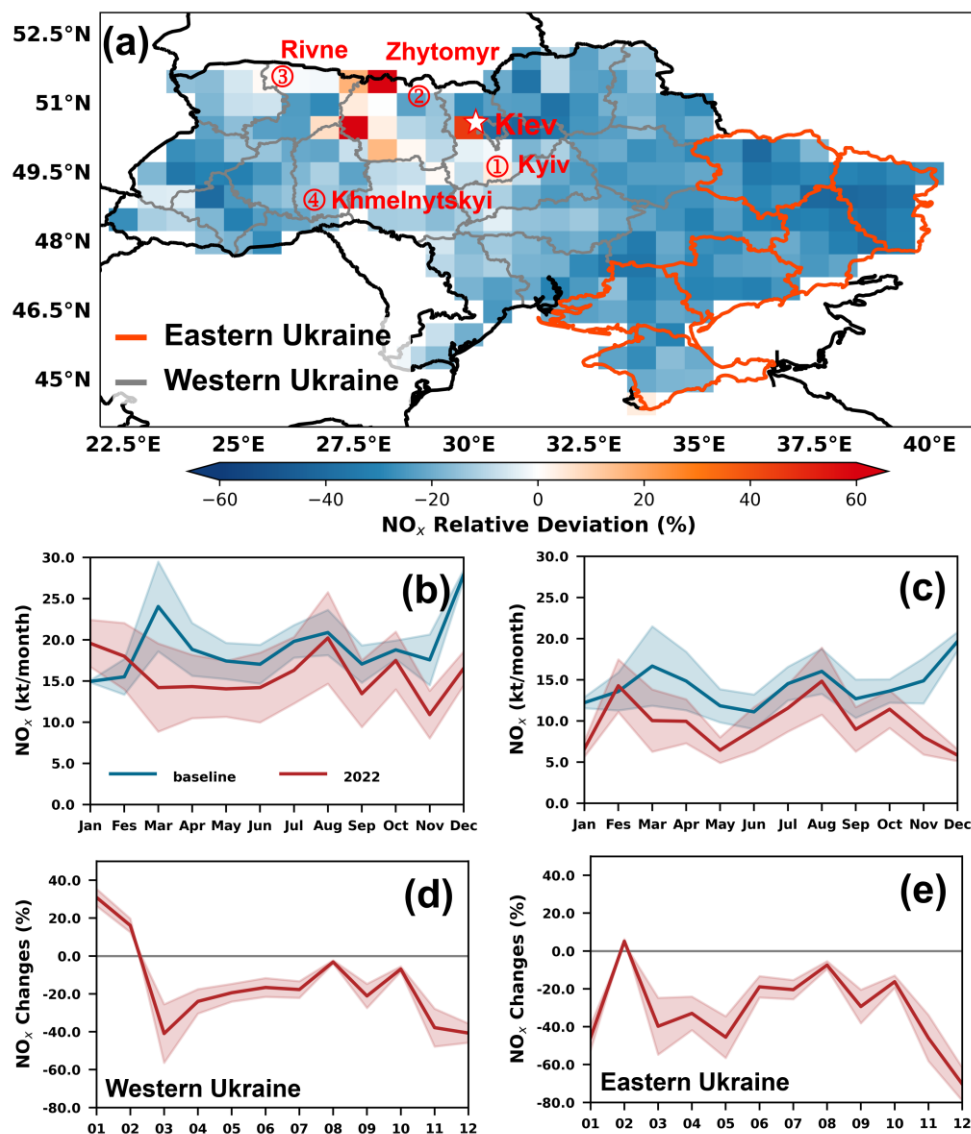 (a)
52.5°N
51°N
49.5°N
48°N
46.5°N
45°N
Rivne
Zhytomyr
③
②
Kiev
① Kyiv
④ Khmelnytskyi
Eastern Ukraine
Western Ukraine
22.5°E 25°E 27.5°E 30°E 32.5°E 35°E 37.5°E 40°E
−60 −40 −20 0 20 40 60
NOx Relative Deviation (%)
(b)
NOx (kt/month)
30.0
25.0
20.0
15.0
10.0
5.0
0.0
baseline 2022
Jan Fes Mar Apr May Jun Jul Aug Sep Oct Nov Dec
(c)
NOx (kt/month)
30.0
25.0
20.0
15.0
10.0
5.0
0.0
Jan Fes Mar Apr May Jun Jul Aug Sep Oct Nov Dec
(d)
NOx Changes (%)
40.0
20.0
0.0
-20.0
-40.0
-60.0
-80.0
Western Ukraine
01 02 03 04 05 06 07 08 09 10 11 12
(e)
NOx Changes (%)
40.0
20.0
0.0
-20.0
-40.0
-60.0
-80.0
Eastern Ukraine
01 02 03 04 05 06 07 08 09 10 11 12